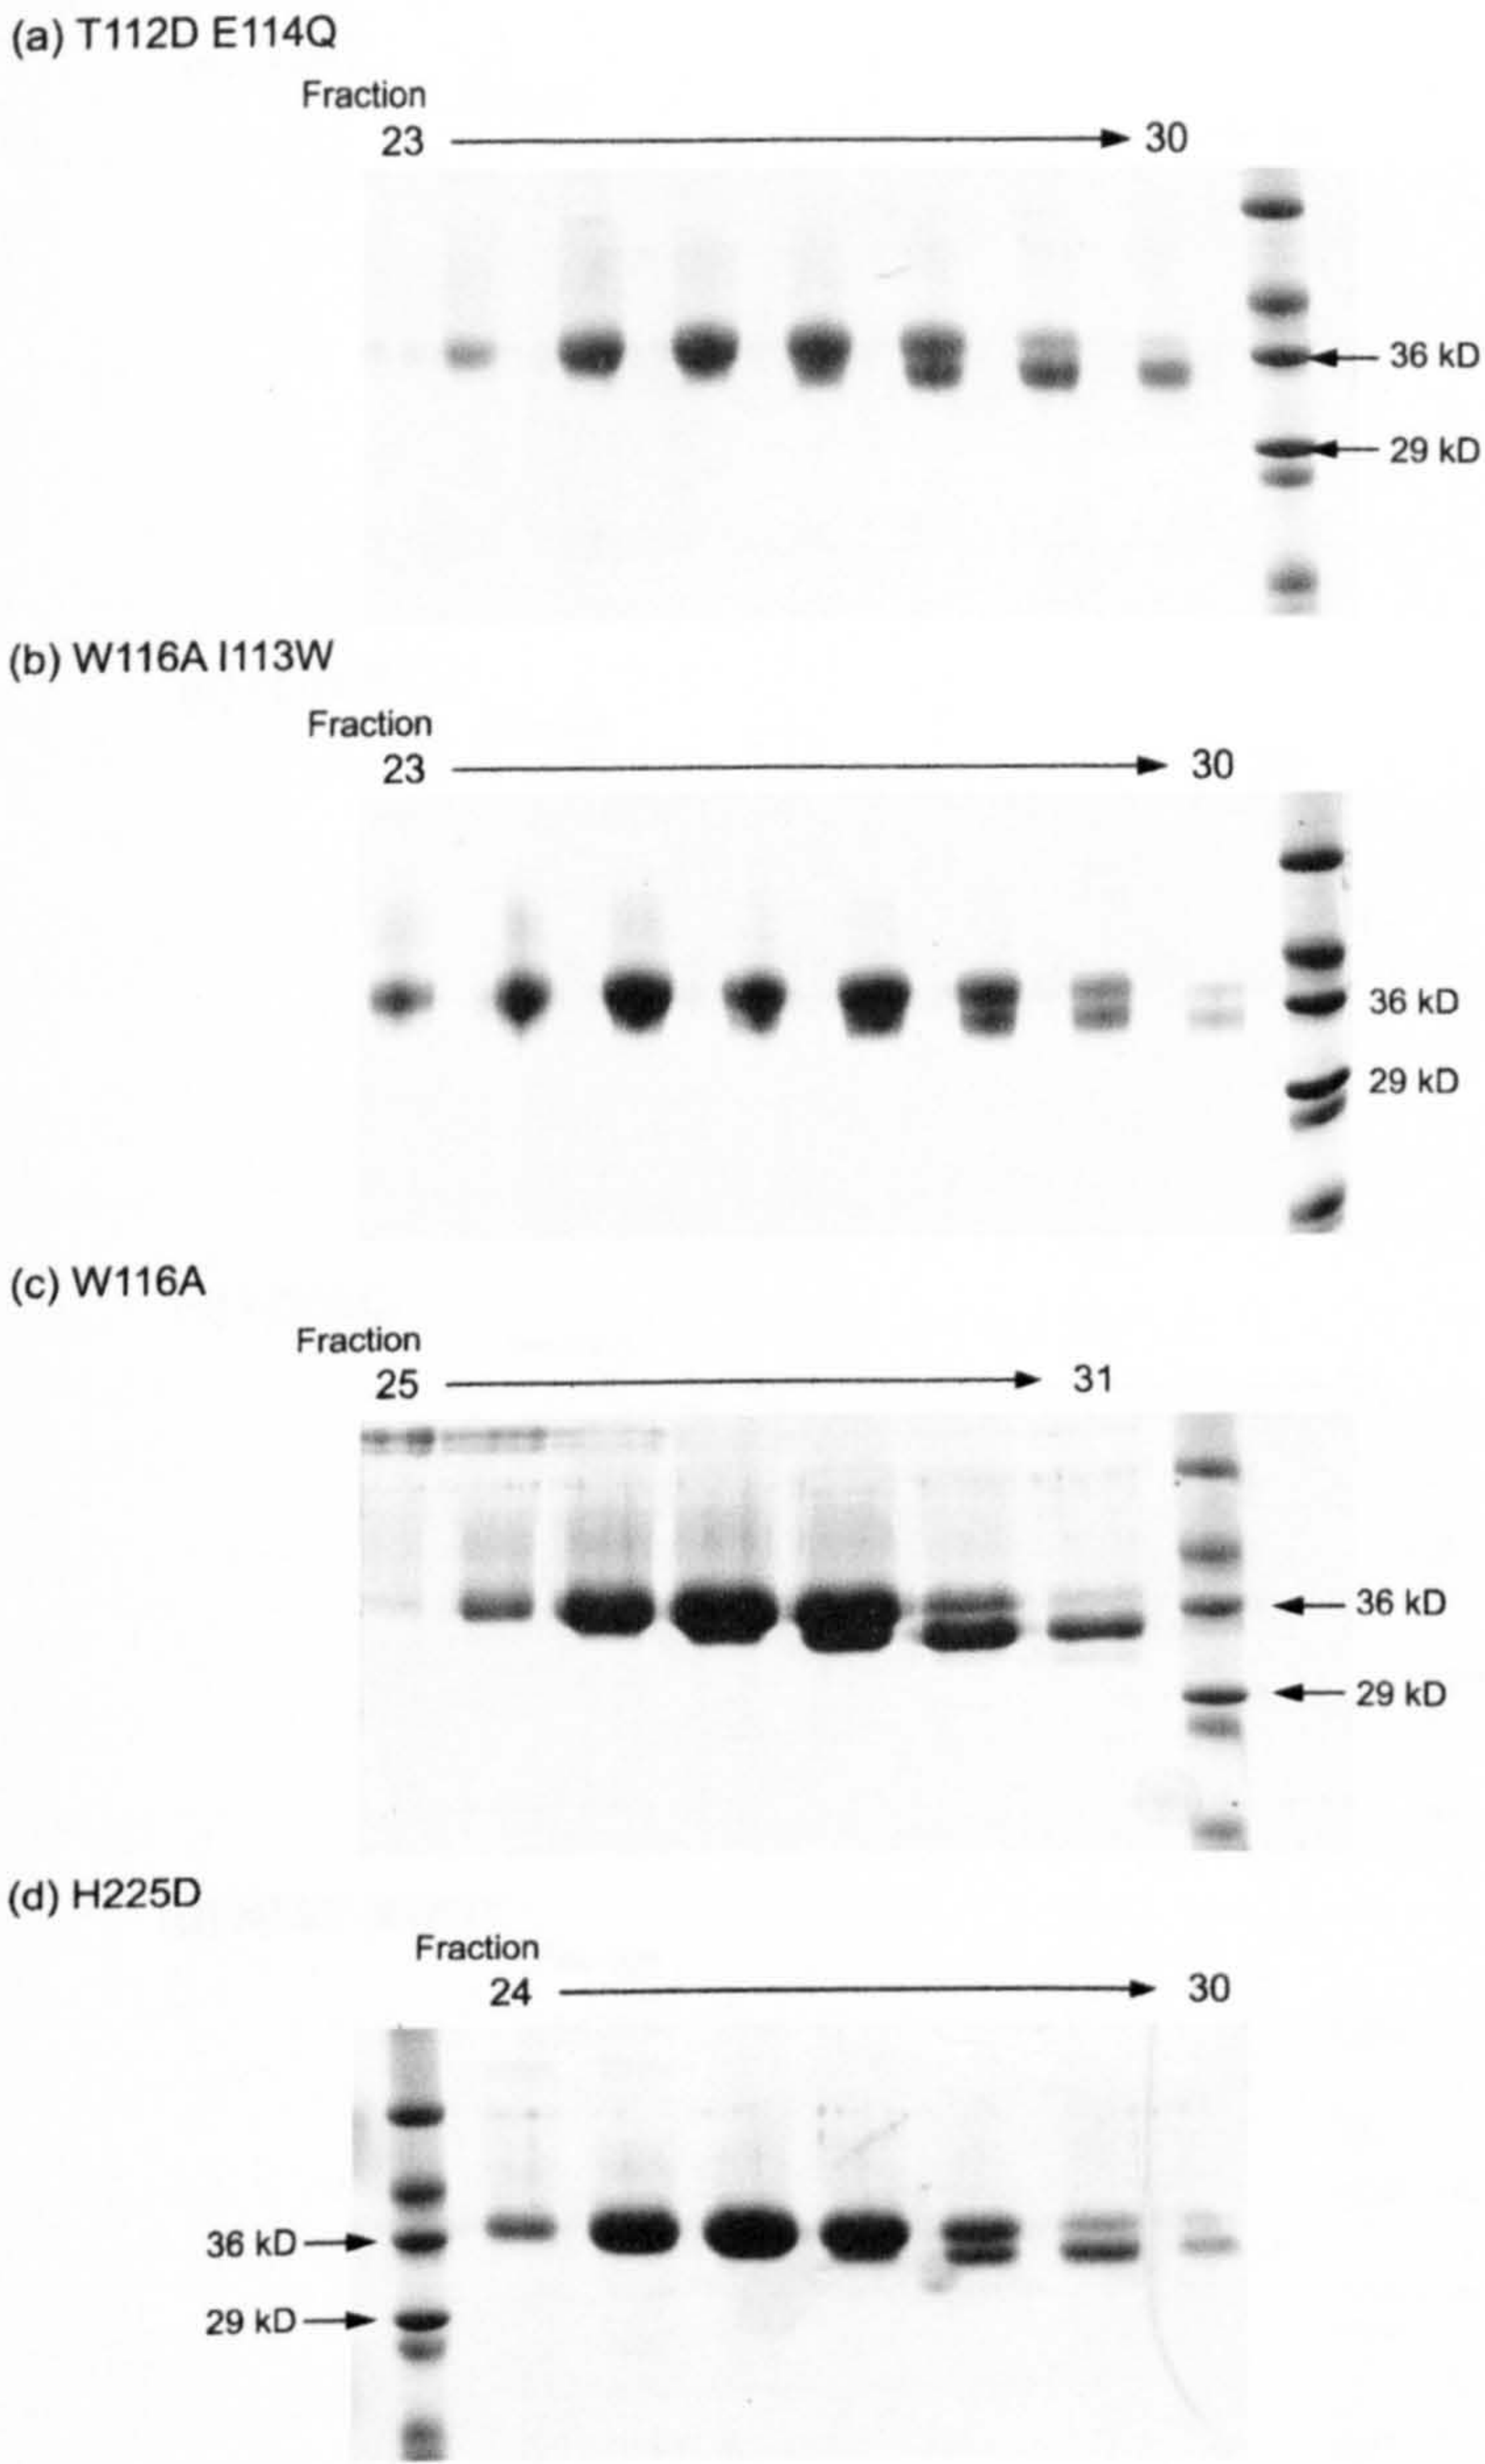 (a) T112D E114Q
Fraction
23 30
36 kD
29 kD
(b) W116A I113W
Fraction
23 30
36 kD
29 kD
(c) W116A
Fraction
25 31
36 kD
29 kD
(d) H225D
Fraction
24 30
36 kD
29 kD